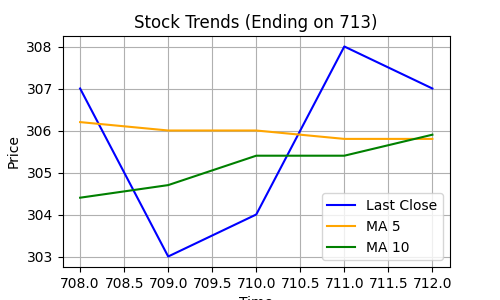 Stock Trends (Ending on 713)
308
307
306
305
304
303
Price
Last Close
MA 5
MA 10
708.0 708.5 709.0 709.5 710.0 710.5 711.0 711.5 712.0
Time